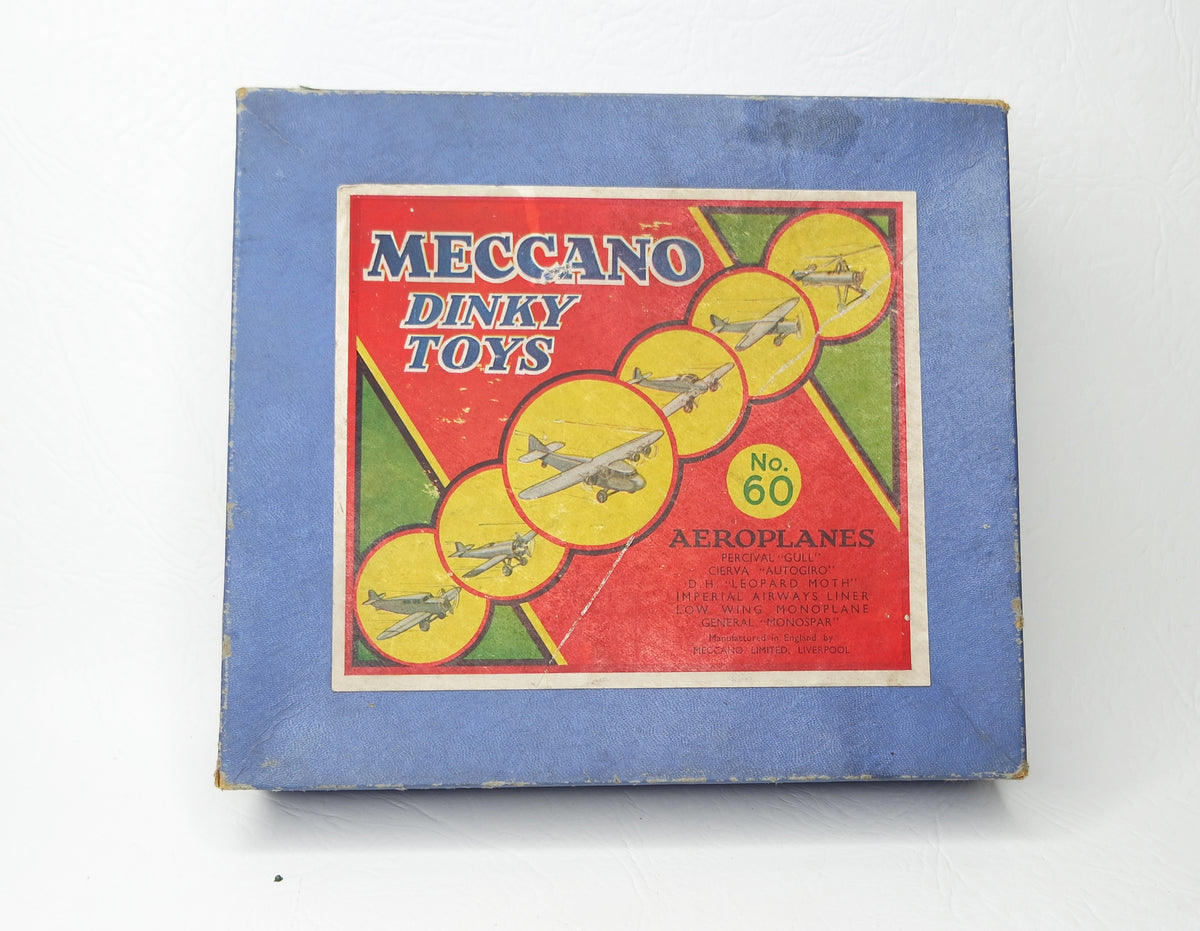 MECCANO
DINKY
TOYS
No.
60
AEROPLANES
PERCIVAL "GULL"
CIERVA "AUTOGIRO"
D.H. "LEOPARD MOTH"
IMPERIAL AIRWAYS LINER
LOW WING MONOPLANE
GENERAL "MONOSPAR"
Manufactured in England by
MECCANO LIMITED, LIVERPOOL